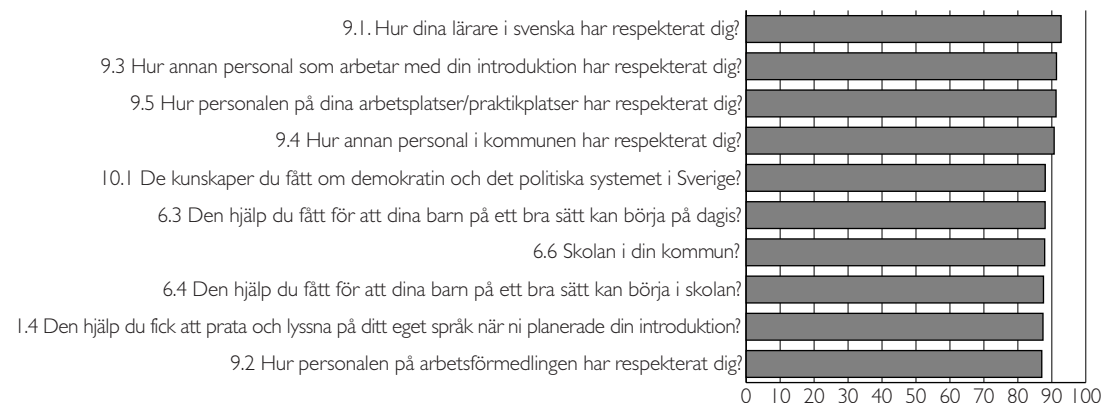 9.1. Hur dina lärare i svenska har respekterat dig?
9.3 Hur annan personal som arbetar med din introduktion har respekterat dig?
9.5 Hur personalen på dina arbetsplatser/praktikplatser har respekterat dig?
9.4 Hur annan personal i kommunen har respekterat dig?
10.1 De kunskaper du fått om demokratin och det politiska systemet i Sverige?
6.3 Den hjälp du fått för att dina barn på ett bra sätt kan börja på dagis?
6.6 Skolan i din kommun?
6.4 Den hjälp du fått för att dina barn på ett bra sätt kan börja i skolan?
1.4 Den hjälp du fick att prata och lyssna på ditt eget språk när ni planerade din introduktion?
9.2 Hur personalen på arbetsförmedlingen har respekterat dig?
0 10 20 30 40 50 60 70 80 90 100